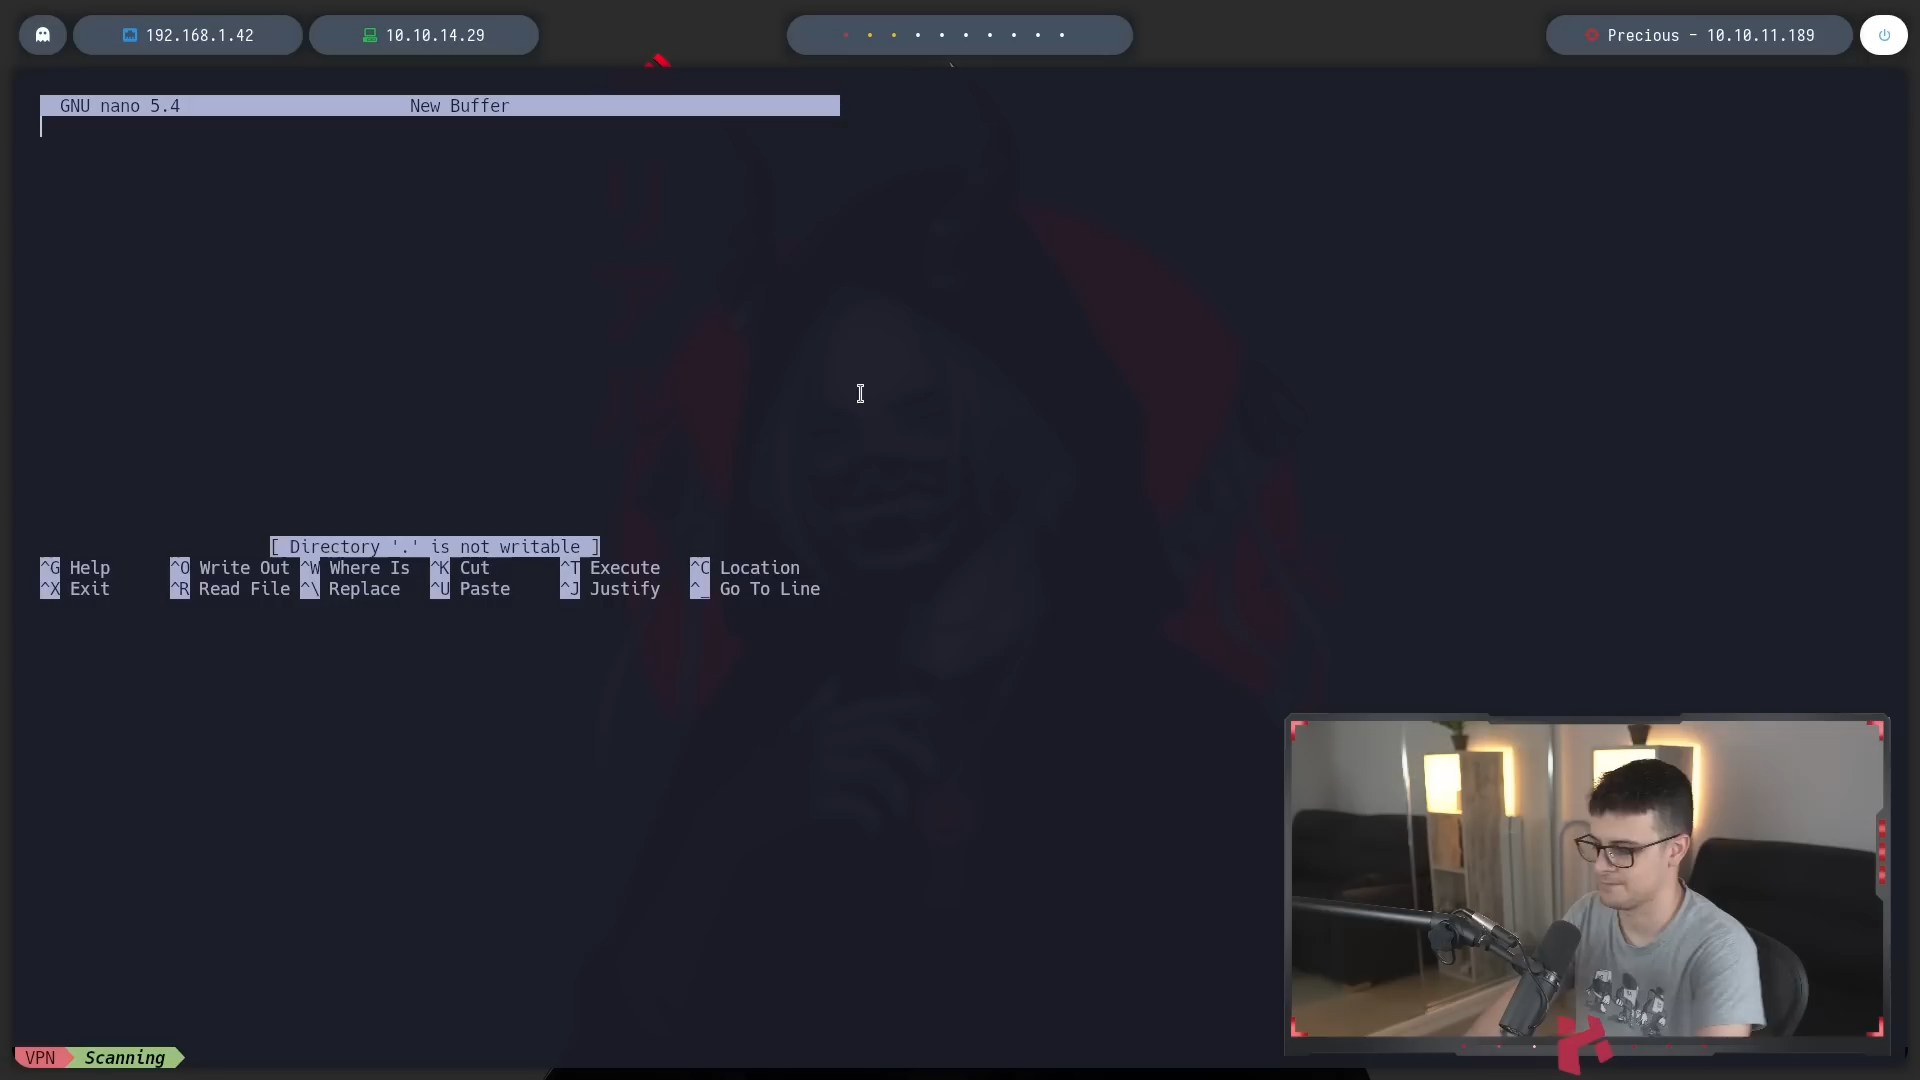 192.168.1.42
10.10.14.29
Precious - 10.10.11.189
GNU nano 5.4 New Buffer
[ Directory '.' is not writable ]
^G Help ^O Write Out ^W Where Is ^K Cut ^T Execute ^C Location
^X Exit ^R Read File ^\ Replace ^U Paste ^J Justify ^_ Go To Line
VPN Scanning